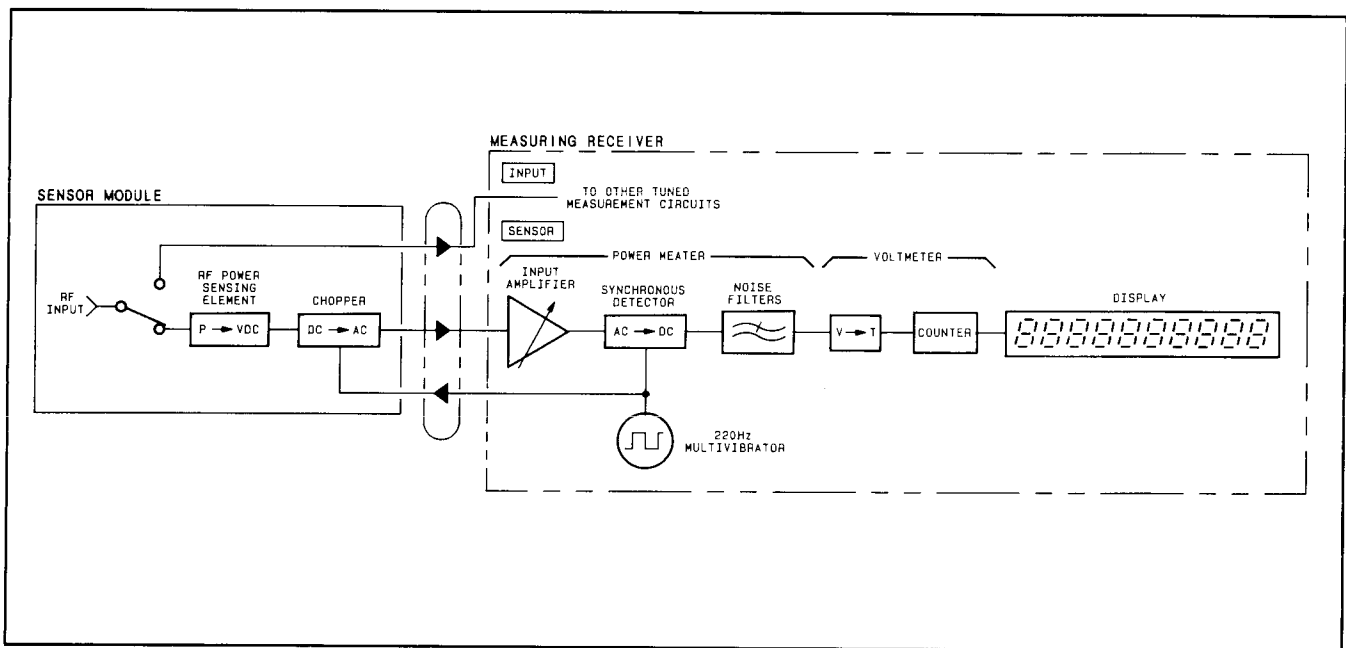 MEASURING RECEIVER
INPUT
TO OTHER TUNED
MEASUREMENT CIRCUITS
SENSOR MODULE
SENSOR
POWER MEATER
VOLTMETER
RF POWER
SENSING
ELEMENT
CHOPPER
INPUT
AMPLIFIER
SYNCHRONOUS
DETECTOR
NOISE
FILTERS
DISPLAY
RF
INPUT
P → VDC
DC → AC
AC → DC
V → T
COUNTER
8888888888
220Hz
MULTIVIBRATOR